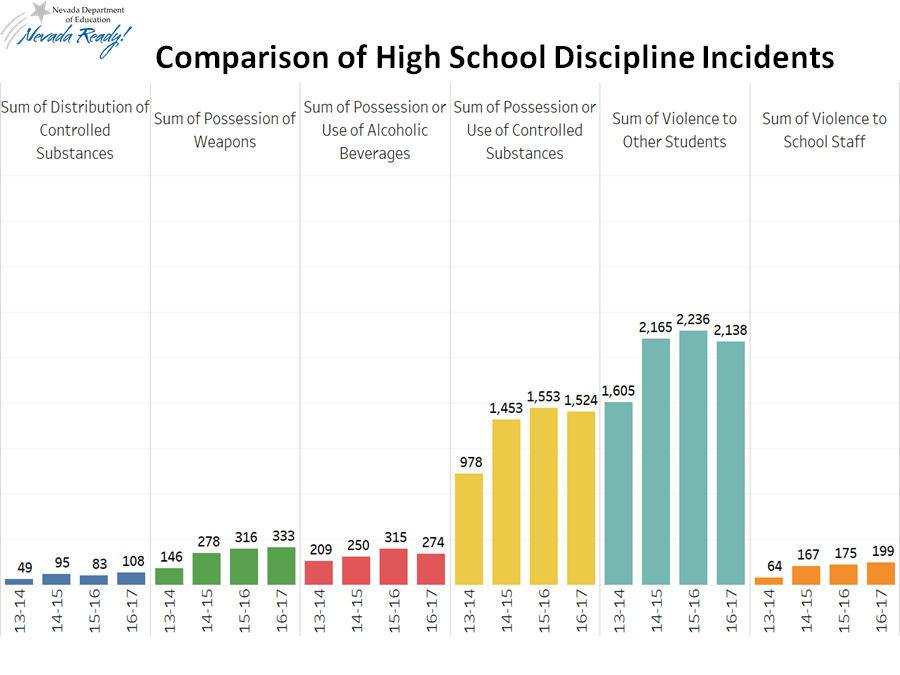 Nevada Department
of Education
Nevada Ready!
Comparison of High School Discipline Incidents
Sum of Distribution of
Controlled
Substances
Sum of Possession of
Weapons
Sum of Possession or
Use of Alcoholic
Beverages
Sum of Possession or
Use of Controlled
Substances
Sum of Violence to
Other Students
Sum of Violence to
School Staff
49 95 83 108
146 278 316 333
209 250 315 274
978 1,453 1,553 1,524
1,605 2,165 2,236 2,138
64 167 175 199
13-14 14-15 15-16 16-17 13-14 14-15 15-16 16-17 13-14 14-15 15-16 16-17 13-14 14-15 15-16 16-17 13-14 14-15 15-16 16-17 13-14 14-15 15-16 16-17